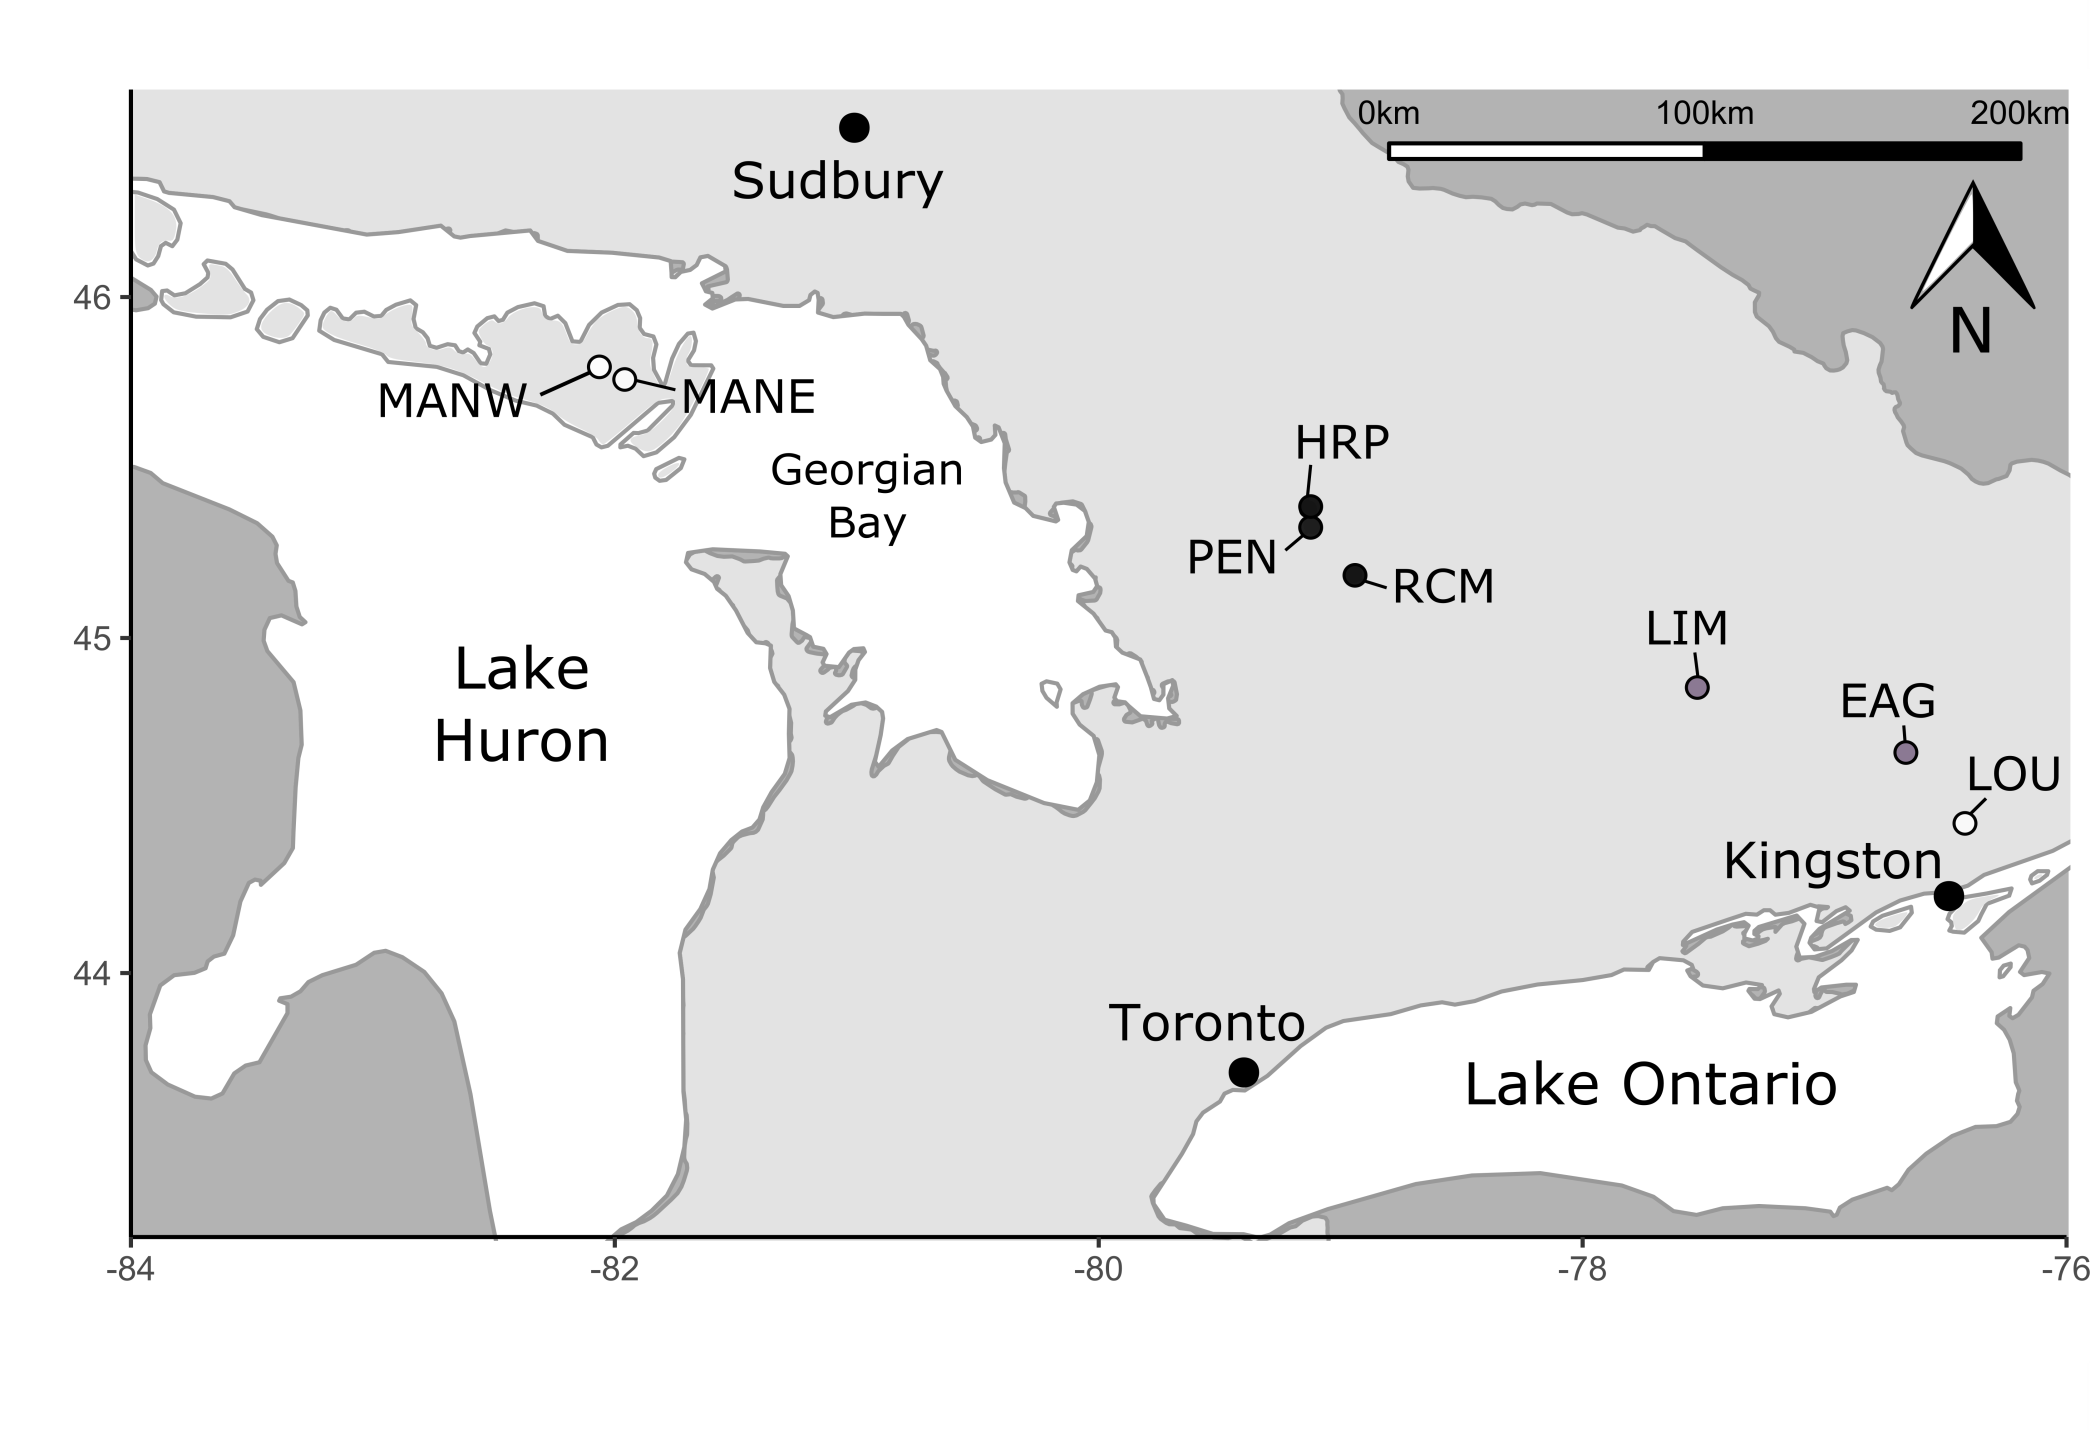 0km 100km 200km
Sudbury
46
N
MANW MANE
HRP
Georgian
Bay
PEN
RCM
LIM
45
Lake
Huron
EAG
LOU
Kingston
44
Toronto
Lake Ontario
-84 -82 -80 -78 -76